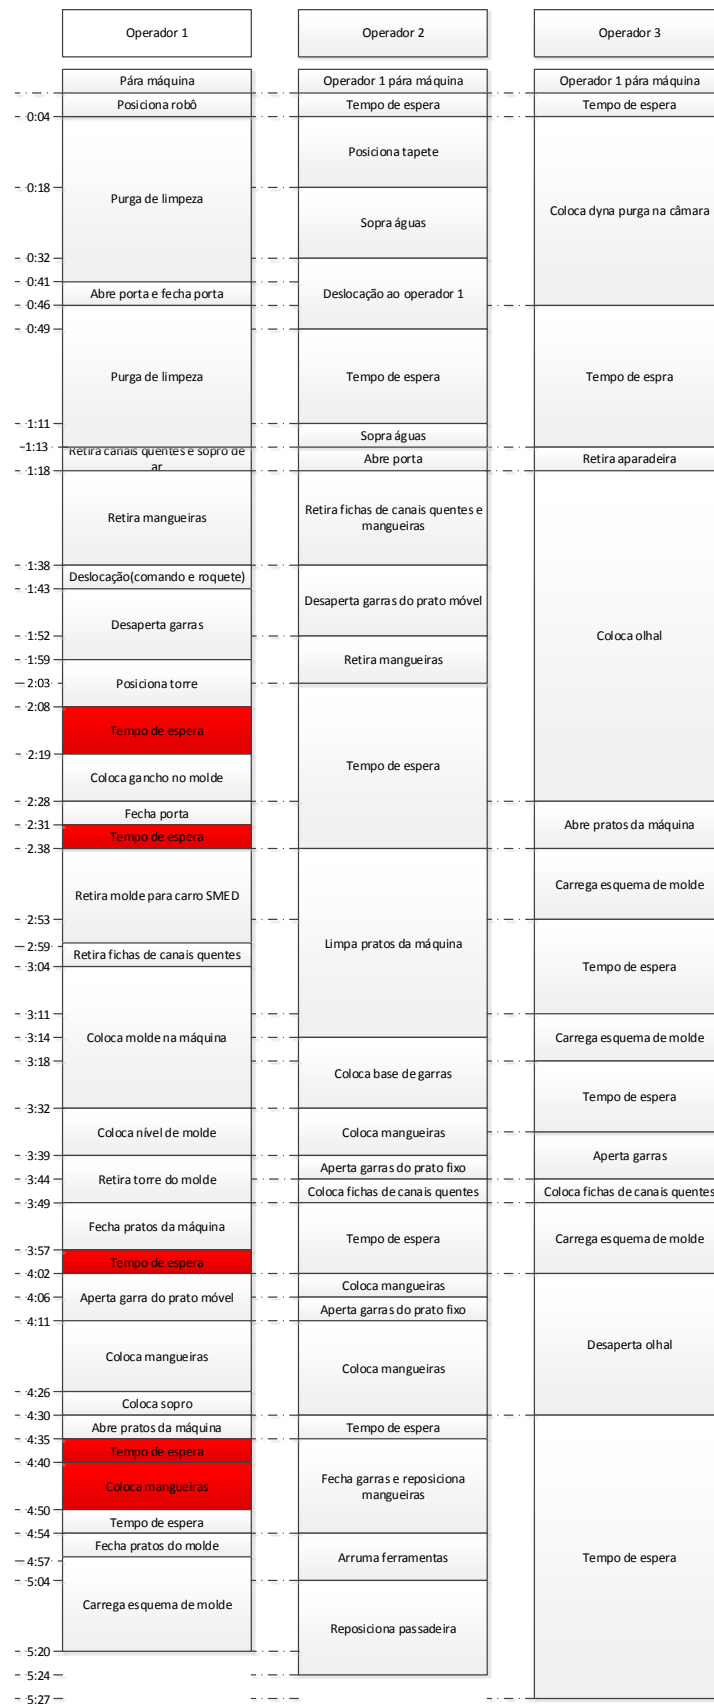 Operador 1
Operador 2
Operador 3
Pára máquina
Operador 1 pára máquina
Operador 1 pára máquina
Posiciona robô
Tempo de espera
Tempo de espera
0:04
Posiciona tapete
0:18
Purga de limpeza
Coloca dyna purga na câmara
Sopra águas
0:32
0:41
Abre porta e fecha porta
Deslocação ao operador 1
0:46
0:49
Purga de limpeza
Tempo de espera
Tempo de espra
1:11
Sopra águas
1:13
Retira canais quentes e sopro de
ar
Abre porta
Retira aparadeira
1:18
Retira mangueiras
Retira fichas de canais quentes e
mangueiras
1:38
Deslocação(comando e roquete)
1:43
Desaperta garras do prato móvel
Desaperta garras
Coloca olhal
1:52
1:59
Retira mangueiras
2:03
Posiciona torre
2:08
Tempo de espera
2:19
Tempo de espera
Coloca gancho no molde
2:28
Fecha porta
2:31
Abre pratos da máquina
Tempo de espera
2:38
Retira molde para carro SMED
Carrega esquema de molde
2:53
2:59
Limpa pratos da máquina
Retira fichas de canais quentes
3:04
Tempo de espera
3:11
Coloca molde na máquina
Carrega esquema de molde
3:14
3:18
Coloca base de garras
Tempo de espera
3:32
Coloca nível de molde
Coloca mangueiras
3:39
Aperta garras
Retira torre do molde
Aperta garras do prato fixo
3:44
Coloca fichas de canais quentes
Coloca fichas de canais quentes
3:49
Fecha pratos da máquina
Tempo de espera
Carrega esquema de molde
3:57
Tempo de espera
4:02
Coloca mangueiras
4:06
Aperta garra do prato móvel
Aperta garras do prato fixo
4:11
Desaperta olhal
Coloca mangueiras
Coloca mangueiras
4:26
Coloca sopro
4:30
Abre pratos da máquina
Tempo de espera
4:35
Tempo de espera
4:40
Fecha garras e reposiciona
mangueiras
Coloca mangueiras
4:50
Tempo de espera
4:54
Fecha pratos do molde
4:57
Arruma ferramentas
Tempo de espera
5:04
Carrega esquema de molde
Reposiciona passadeira
5:20
5:24
5:27